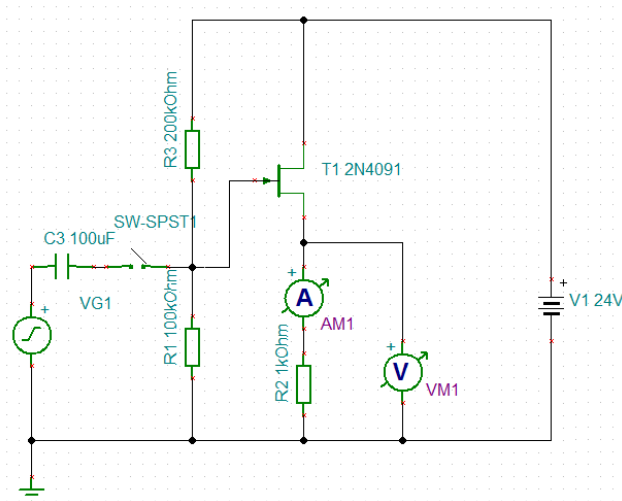 R3 200kOhm
T1 2N4091
SW-SPST1
C3 100uF
+
VG1
R1 100kOhm
+
A
AM1
R2 1kOhm
+
V
VM1
+
V1 24V